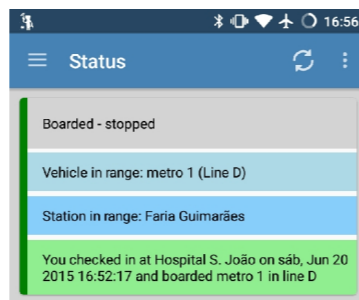 16:56
Status
Boarded - stopped
Vehicle in range: metro 1 (Line D)
Station in range: Faria Guimarães
You checked in at Hospital S. João on sáb, Jun 20
2015 16:52:17 and boarded metro 1 in line D